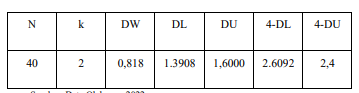 N k DW DL DU 4-DL 4-DU
40 2 0,818 1.3908 1,6000 2.6092 2,4